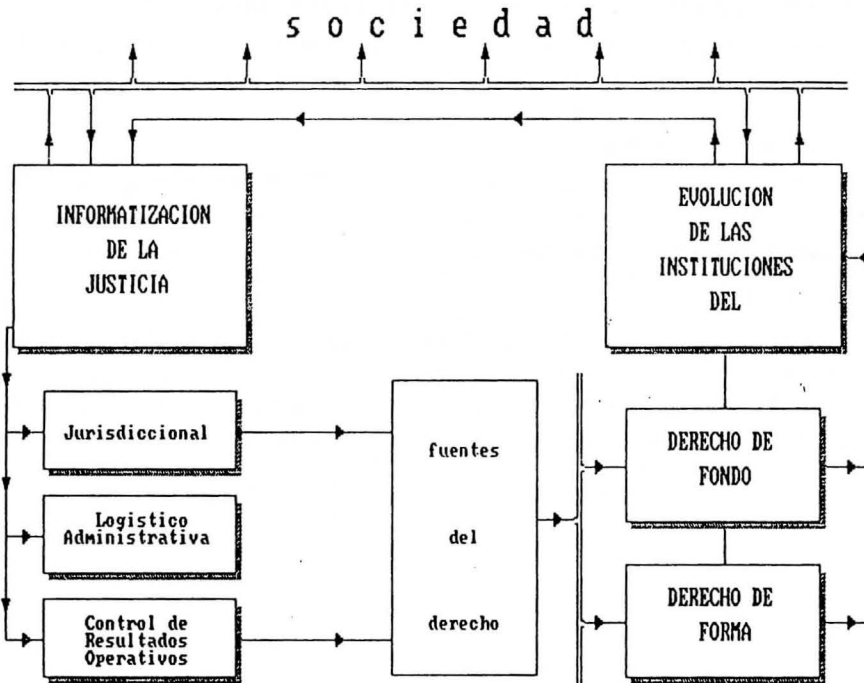 sociedad
INFORMATIZACION
DE LA
JUSTICIA
EVOLUCION
DE LAS
INSTITUCIONES
DEL
Jurisdiccional
Logistico
Administrativa
Control de
Resultados
Operativos
fuentes
del
derecho
DERECHO DE
FONDO
DERECHO DE
FORMA